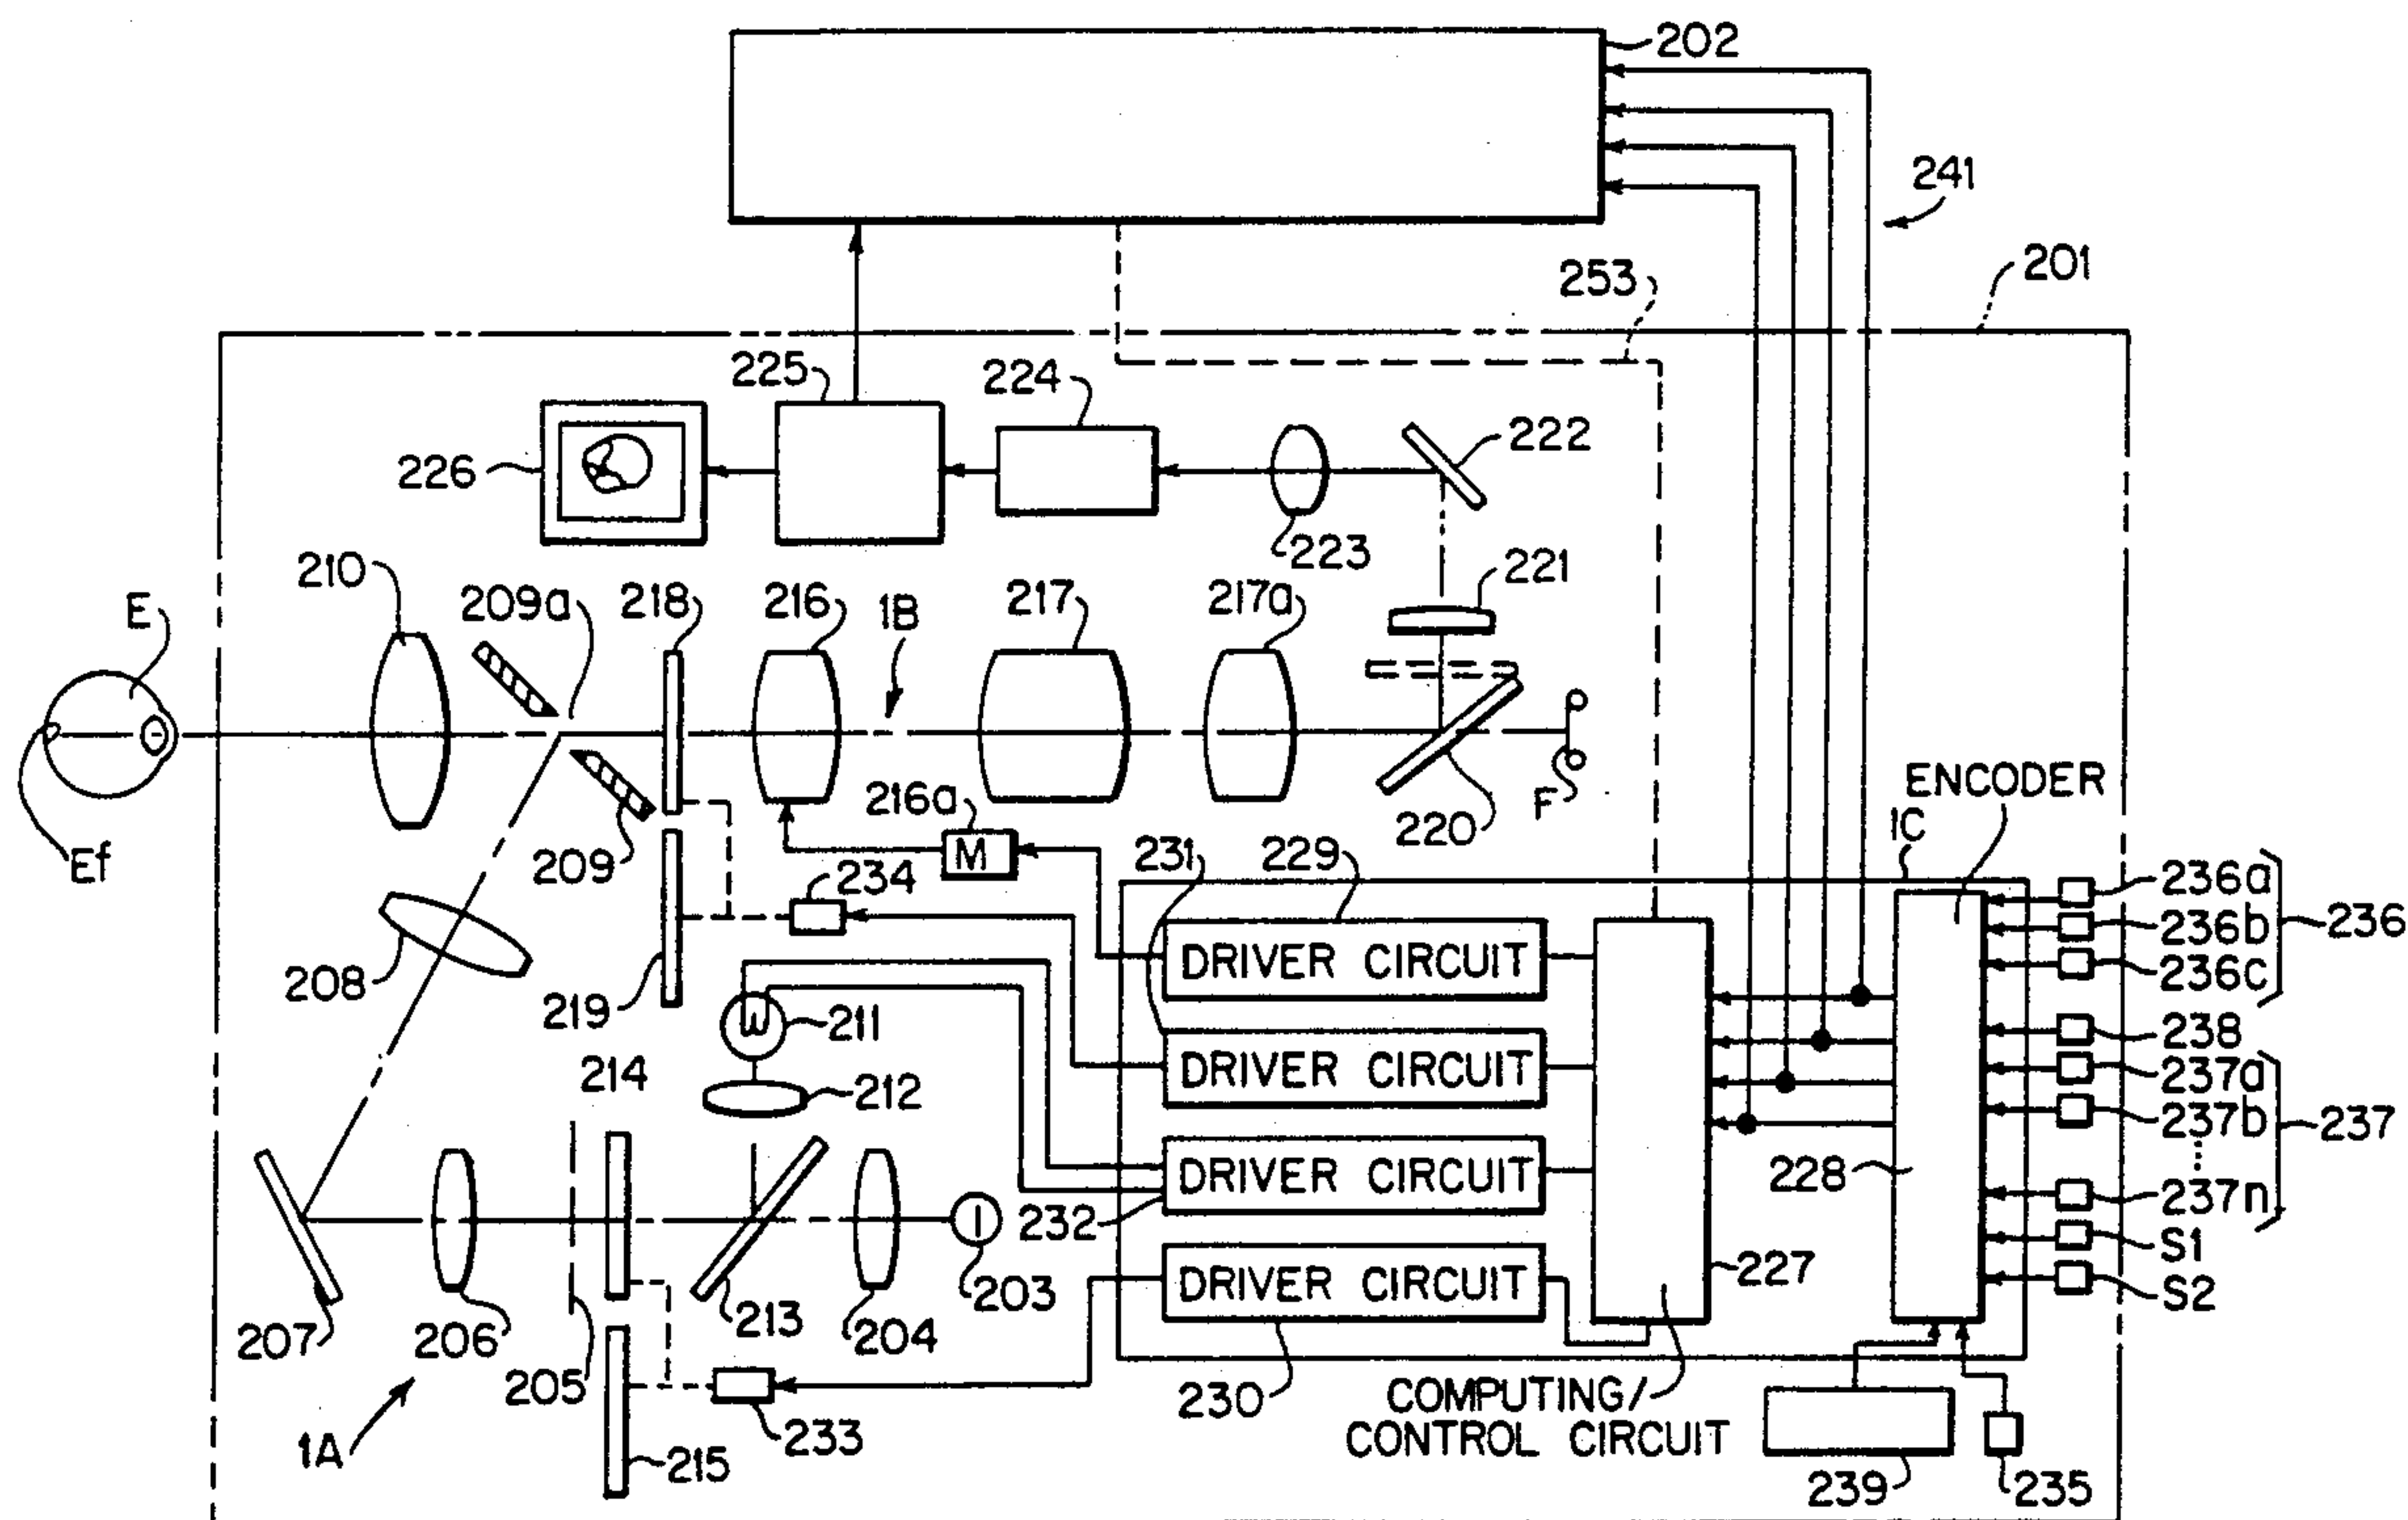 202
241
201
253
225
224
226
222
223
221
210
E
209a
218
216
1B
217
217a
Ef
209
216a
M
220
F
ENCODER
1C
231
229
234
236a
236b
236c
236
208
219
211
DRIVER CIRCUIT
238
214
212
DRIVER CIRCUIT
237a
237b
237
228
DRIVER CIRCUIT
237n
232
S1
203
DRIVER CIRCUIT
227
S2
207
206
205
213
204
230
COMPUTING/
CONTROL CIRCUIT
1A
215
233
239
235